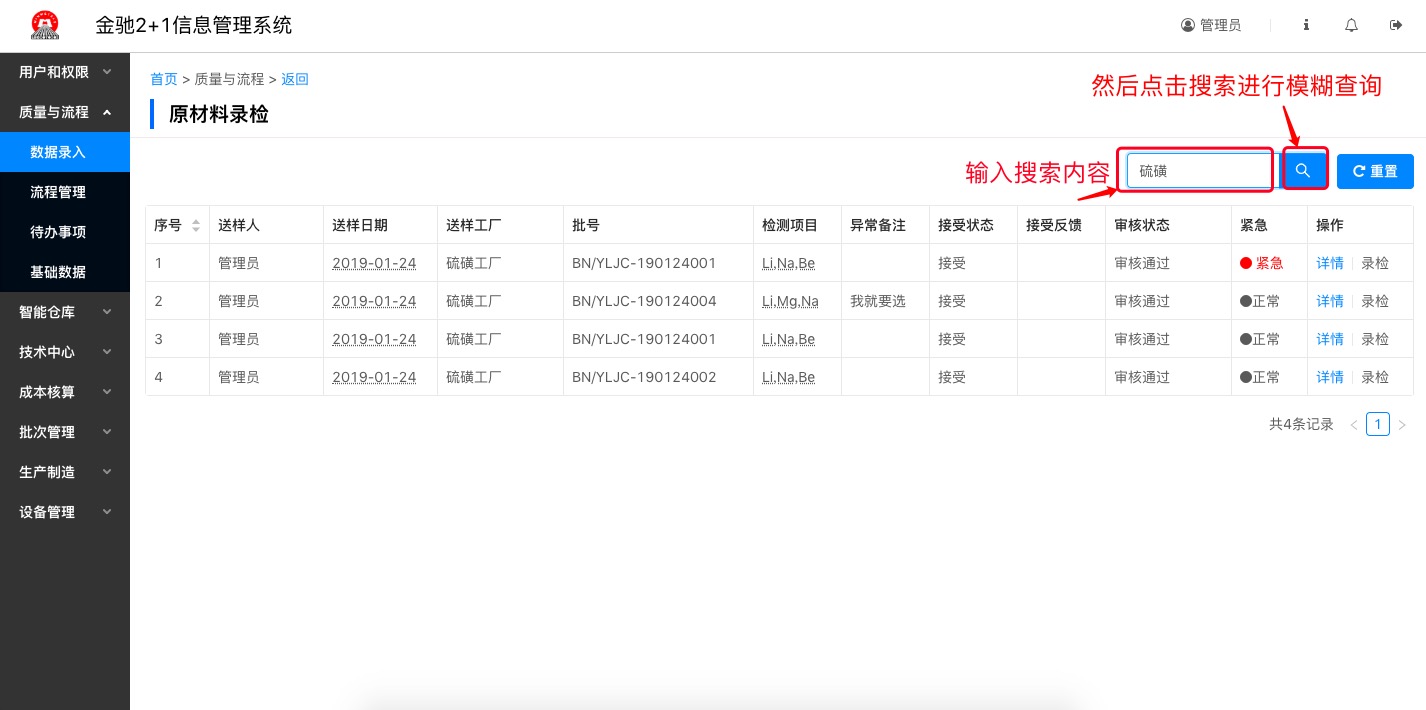 金驰2+1信息管理系统
管理员
用户和权限
质量与流程
数据录入
流程管理
待办事项
基础数据
智能仓库
技术中心
成本核算
批次管理
生产制造
设备管理
首页 > 质量与流程 > 返回
原材料录检
然后点击搜索进行模糊查询
输入搜索内容
硫磺
重置
序号 送样人 送样日期 送样工厂 批号 检测项目 异常备注 接受状态 接受反馈 审核状态 紧急 操作
1 管理员 2019-01-24 硫磺工厂 BN/YLJC-190124001 Li,Na,Be 接受 审核通过 紧急 详情 录检
2 管理员 2019-01-24 硫磺工厂 BN/YLJC-190124004 Li,Mg,Na 我就要选 接受 审核通过 正常 详情 录检
3 管理员 2019-01-24 硫磺工厂 BN/YLJC-190124001 Li,Na,Be 接受 审核通过 正常 详情 录检
4 管理员 2019-01-24 硫磺工厂 BN/YLJC-190124002 Li,Na,Be 接受 审核通过 正常 详情 录检
共4条记录 < 1 >